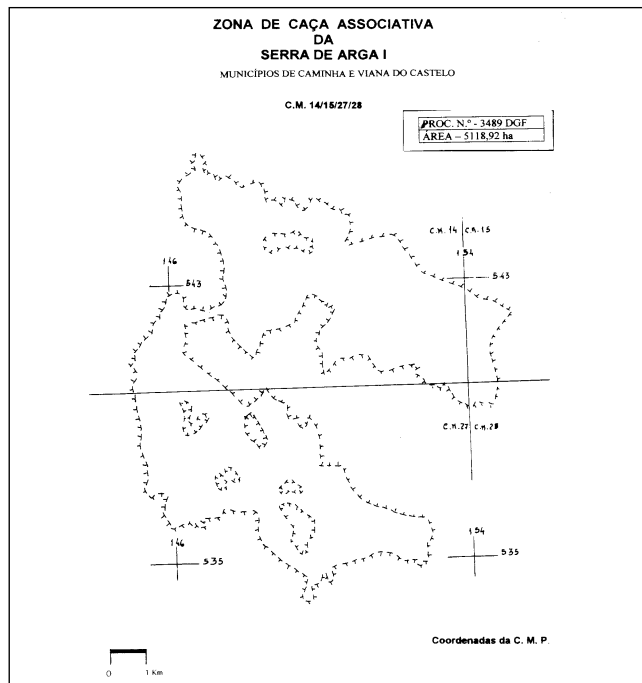 ZONA DE CAÇA ASSOCIATIVA
DA
SERRA DE ARGA I
MUNICÍPIOS DE CAMINHA E VIANA DO CASTELO
C.M. 14/15/27/28
PROC. N.º - 3489 DGF
ÁREA – 5118,92 ha
C.M. 14 C.M. 15
154
543
146
543
C.M.27 C.M.28
146
535
154
535
Coordenadas da C. M. P.
0 1 Km